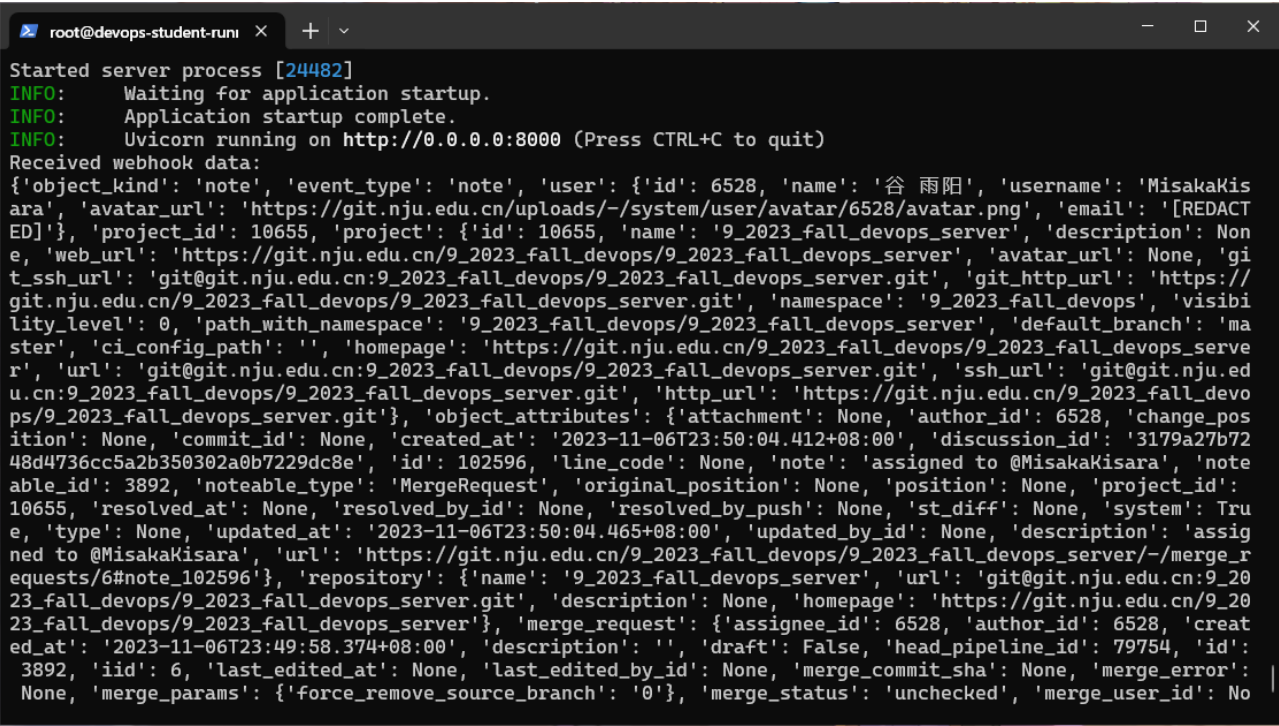 root@devops-student-runr
Started server process [24482]
INFO:     Waiting for application startup.
INFO:     Application startup complete.
INFO:     Uvicorn running on http://0.0.0.0:8000 (Press CTRL+C to quit)
Received webhook data:
{'object_kind': 'note', 'event_type': 'note', 'user': {'id': 6528, 'name': '谷 雨阳', 'username': 'MisakaKis
ara', 'avatar_url': 'https://git.nju.edu.cn/uploads/-/system/user/avatar/6528/avatar.png', 'email': '[REDACT
ED]'}, 'project_id': 10655, 'project': {'id': 10655, 'name': '9_2023_fall_devops_server', 'description': Non
e, 'web_url': 'https://git.nju.edu.cn/9_2023_fall_devops/9_2023_fall_devops_server', 'avatar_url': None, 'gi
t_ssh_url': 'git@git.nju.edu.cn:9_2023_fall_devops/9_2023_fall_devops_server.git', 'git_http_url': 'https://
git.nju.edu.cn/9_2023_fall_devops/9_2023_fall_devops_server.git', 'namespace': '9_2023_fall_devops', 'visibi
lity_level': 0, 'path_with_namespace': '9_2023_fall_devops/9_2023_fall_devops_server', 'default_branch': 'ma
ster', 'ci_config_path': '', 'homepage': 'https://git.nju.edu.cn/9_2023_fall_devops/9_2023_fall_devops_serve
r', 'url': 'git@git.nju.edu.cn:9_2023_fall_devops/9_2023_fall_devops_server.git', 'ssh_url': 'git@git.nju.ed
u.cn:9_2023_fall_devops/9_2023_fall_devops_server.git', 'http_url': 'https://git.nju.edu.cn/9_2023_fall_devo
ps/9_2023_fall_devops_server.git'}, 'object_attributes': {'attachment': None, 'author_id': 6528, 'change_pos
ition': None, 'commit_id': None, 'created_at': '2023-11-06T23:50:04.412+08:00', 'discussion_id': '3179a27b72
48d4736cc5a2b350302a0b7229dc8e', 'id': 102596, 'line_code': None, 'note': 'assigned to @MisakaKisara', 'note
able_id': 3892, 'noteable_type': 'MergeRequest', 'original_position': None, 'position': None, 'project_id':
10655, 'resolved_at': None, 'resolved_by_id': None, 'resolved_by_push': None, 'st_diff': None, 'system': Tru
e, 'type': None, 'updated_at': '2023-11-06T23:50:04.465+08:00', 'updated_by_id': None, 'description': 'assig
ned to @MisakaKisara', 'url': 'https://git.nju.edu.cn/9_2023_fall_devops/9_2023_fall_devops_server/-/merge_r
equests/6#note_102596'}, 'repository': {'name': '9_2023_fall_devops_server', 'url': 'git@git.nju.edu.cn:9_20
23_fall_devops/9_2023_fall_devops_server.git', 'description': None, 'homepage': 'https://git.nju.edu.cn/9_20
23_fall_devops/9_2023_fall_devops_server'}, 'merge_request': {'assignee_id': 6528, 'author_id': 6528, 'creat
ed_at': '2023-11-06T23:49:58.374+08:00', 'description': '', 'draft': False, 'head_pipeline_id': 79754, 'id':
3892, 'iid': 6, 'last_edited_at': None, 'last_edited_by_id': None, 'merge_commit_sha': None, 'merge_error':
None, 'merge_params': {'force_remove_source_branch': '0'}, 'merge_status': 'unchecked', 'merge_user_id': No